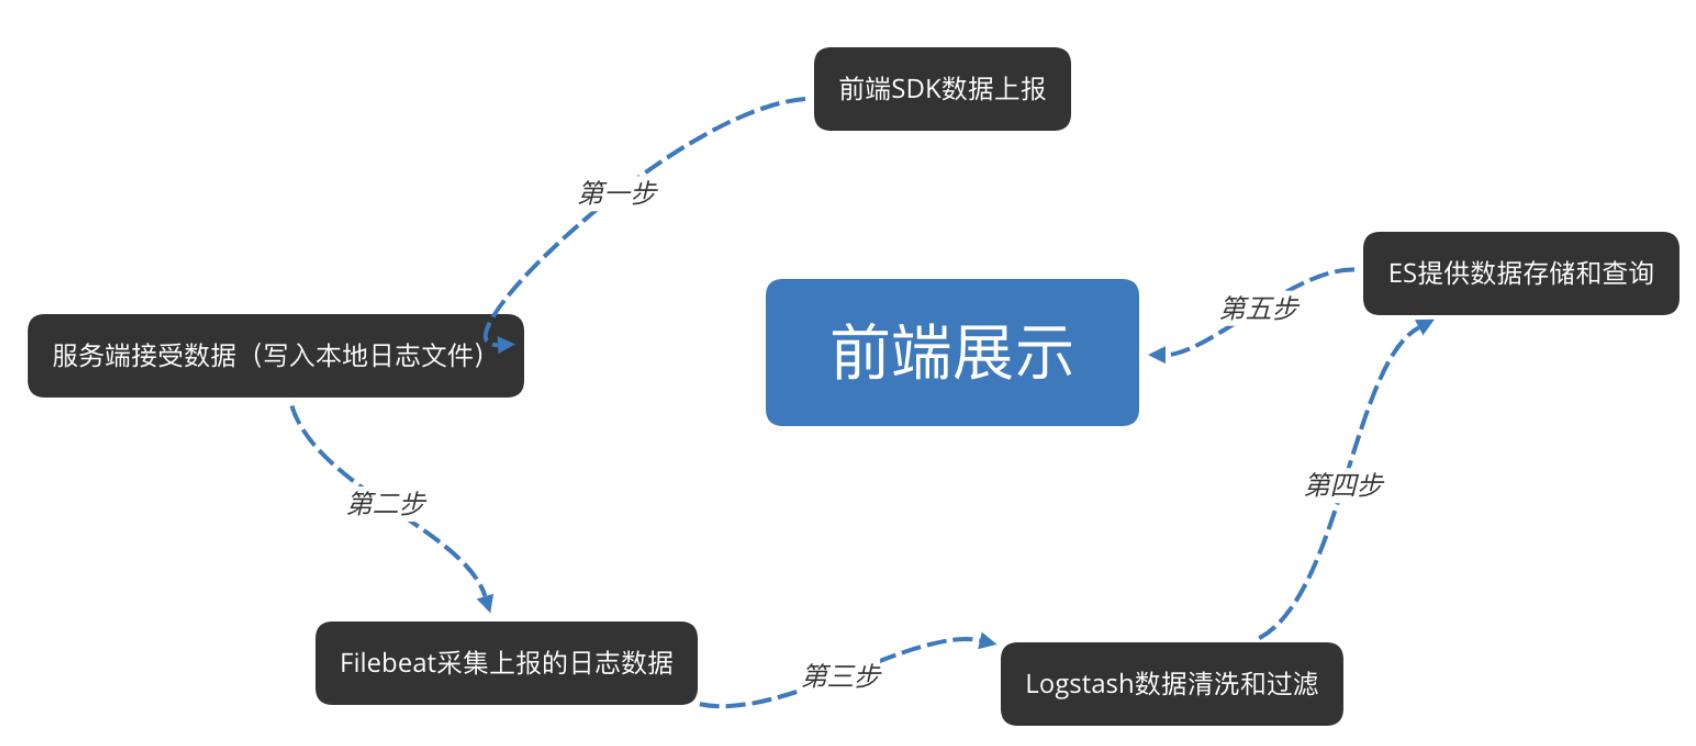 前端SDK数据上报
第一步
ES提供数据存储和查询
第五步
前端展示
服务端接受数据（写入本地日志文件）
第四步
第二步
Filebeat采集上报的日志数据
第三步
Logstash数据清洗和过滤